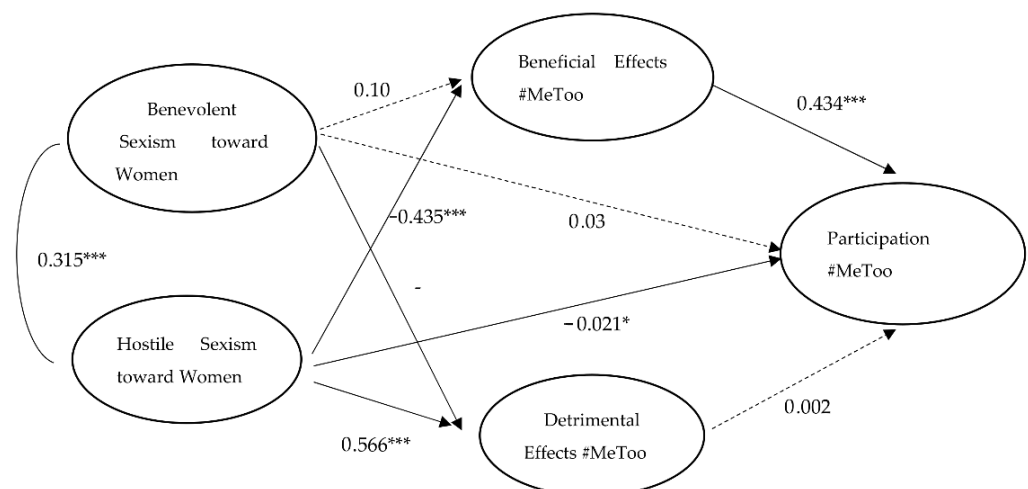 Beneficial Effects
#MeToo
0.10
0.434***
Benevolent
Sexism toward
Women
−0.435***
0.03
Participation
#MeToo
0.315***
-
−0.021*
Hostile Sexism
toward Women
0.002
Detrimental
Effects #MeToo
0.566***